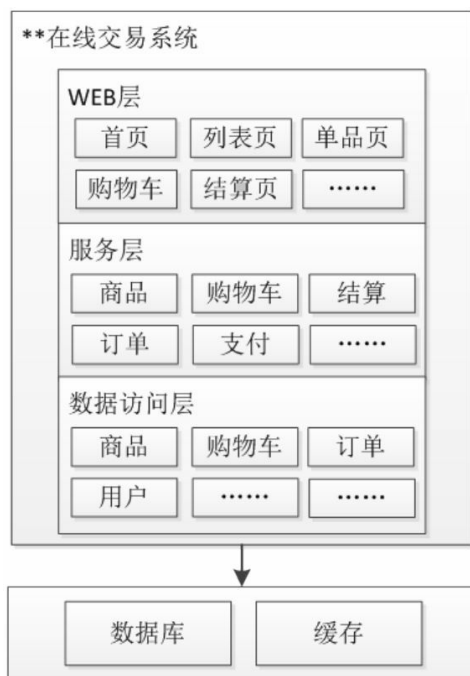 **在线交易系统
WEB层
首页 列表页 单品页
购物车 结算页 ······
服务层
商品 购物车 结算
订单 支付 ······
数据访问层
商品 购物车 订单
用户 ······ ······
数据库 缓存